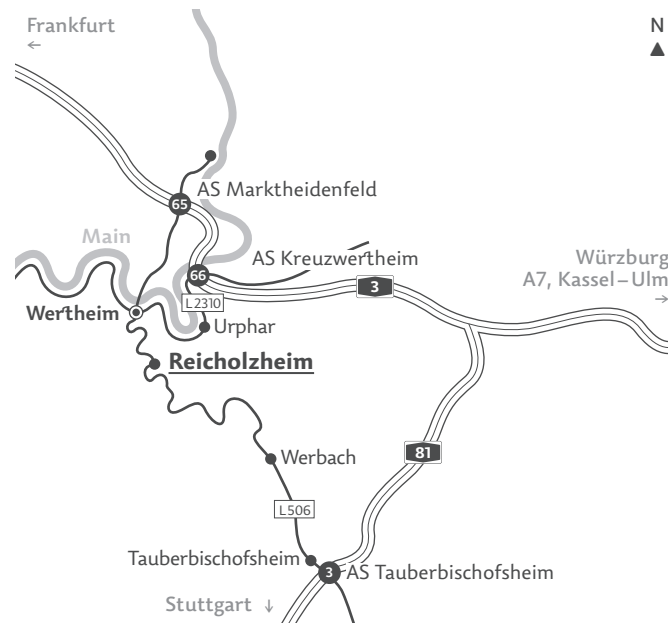 Frankfurt
←
N
65
AS Marktheidenfeld
Main
AS Kreuzwertheim
Würzburg
A7, Kassel – Ulm
→
66
3
L2310
Wertheim
Urphar
Reicholzheim
81
Werbach
L506
Tauberbischofsheim
3
AS Tauberbischofsheim
Stuttgart ↓